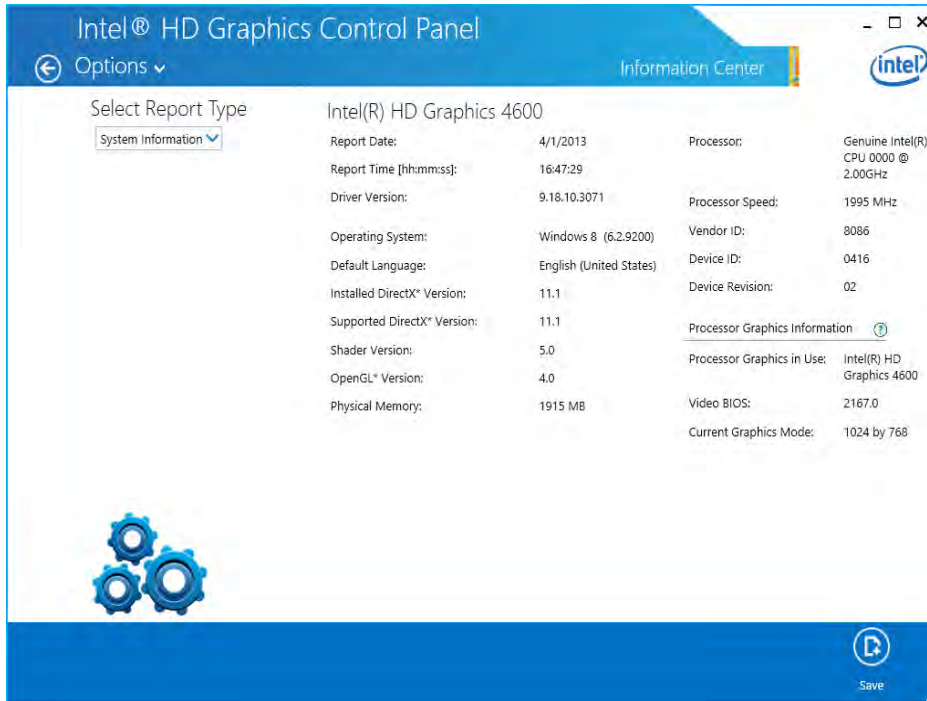 Intel® HD Graphics Control Panel
Options
Information Center
intel
Select Report Type
System Information
Intel(R) HD Graphics 4600
Report Date: 4/1/2013
Report Time [hh:mm:ss]: 16:47:29
Driver Version: 9.18.10.3071
Operating System: Windows 8 (6.2.9200)
Default Language: English (United States)
Installed DirectX* Version: 11.1
Supported DirectX* Version: 11.1
Shader Version: 5.0
OpenGL* Version: 4.0
Physical Memory: 1915 MB
Processor: Genuine Intel(R)
CPU 0000 @
2.00GHz
Processor Speed: 1995 MHz
Vendor ID: 8086
Device ID: 0416
Device Revision: 02
Processor Graphics Information ?
Processor Graphics in Use: Intel(R) HD
Graphics 4600
Video BIOS: 2167.0
Current Graphics Mode: 1024 by 768
Save